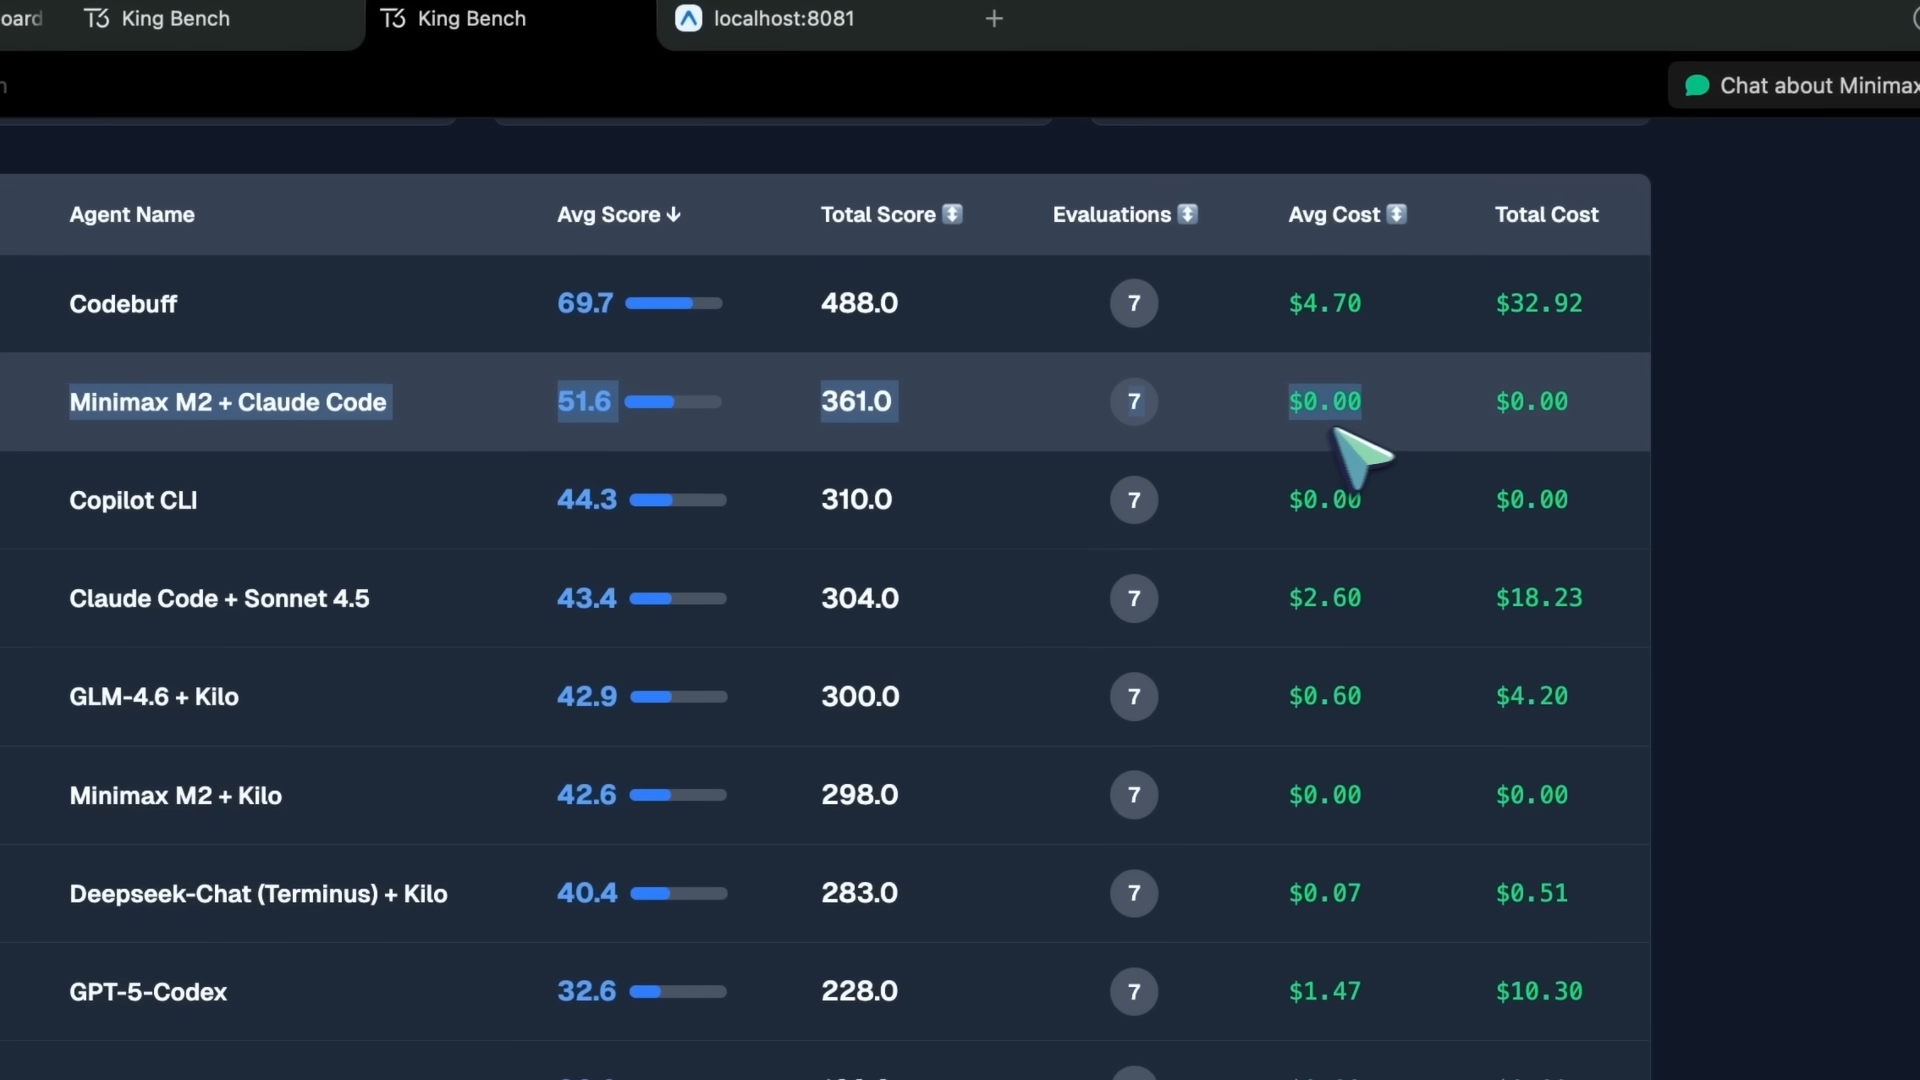 oard
King Bench
King Bench
localhost:8081
Chat about Minimax
Agent Name Avg Score Total Score Evaluations Avg Cost Total Cost
Codebuff 69.7 488.0 7 $4.70 $32.92
Minimax M2 + Claude Code 51.6 361.0 7 $0.00 $0.00
Copilot CLI 44.3 310.0 7 $0.00 $0.00
Claude Code + Sonnet 4.5 43.4 304.0 7 $2.60 $18.23
GLM-4.6 + Kilo 42.9 300.0 7 $0.60 $4.20
Minimax M2 + Kilo 42.6 298.0 7 $0.00 $0.00
Deepseek-Chat (Terminus) + Kilo 40.4 283.0 7 $0.07 $0.51
GPT-5-Codex 32.6 228.0 7 $1.47 $10.30